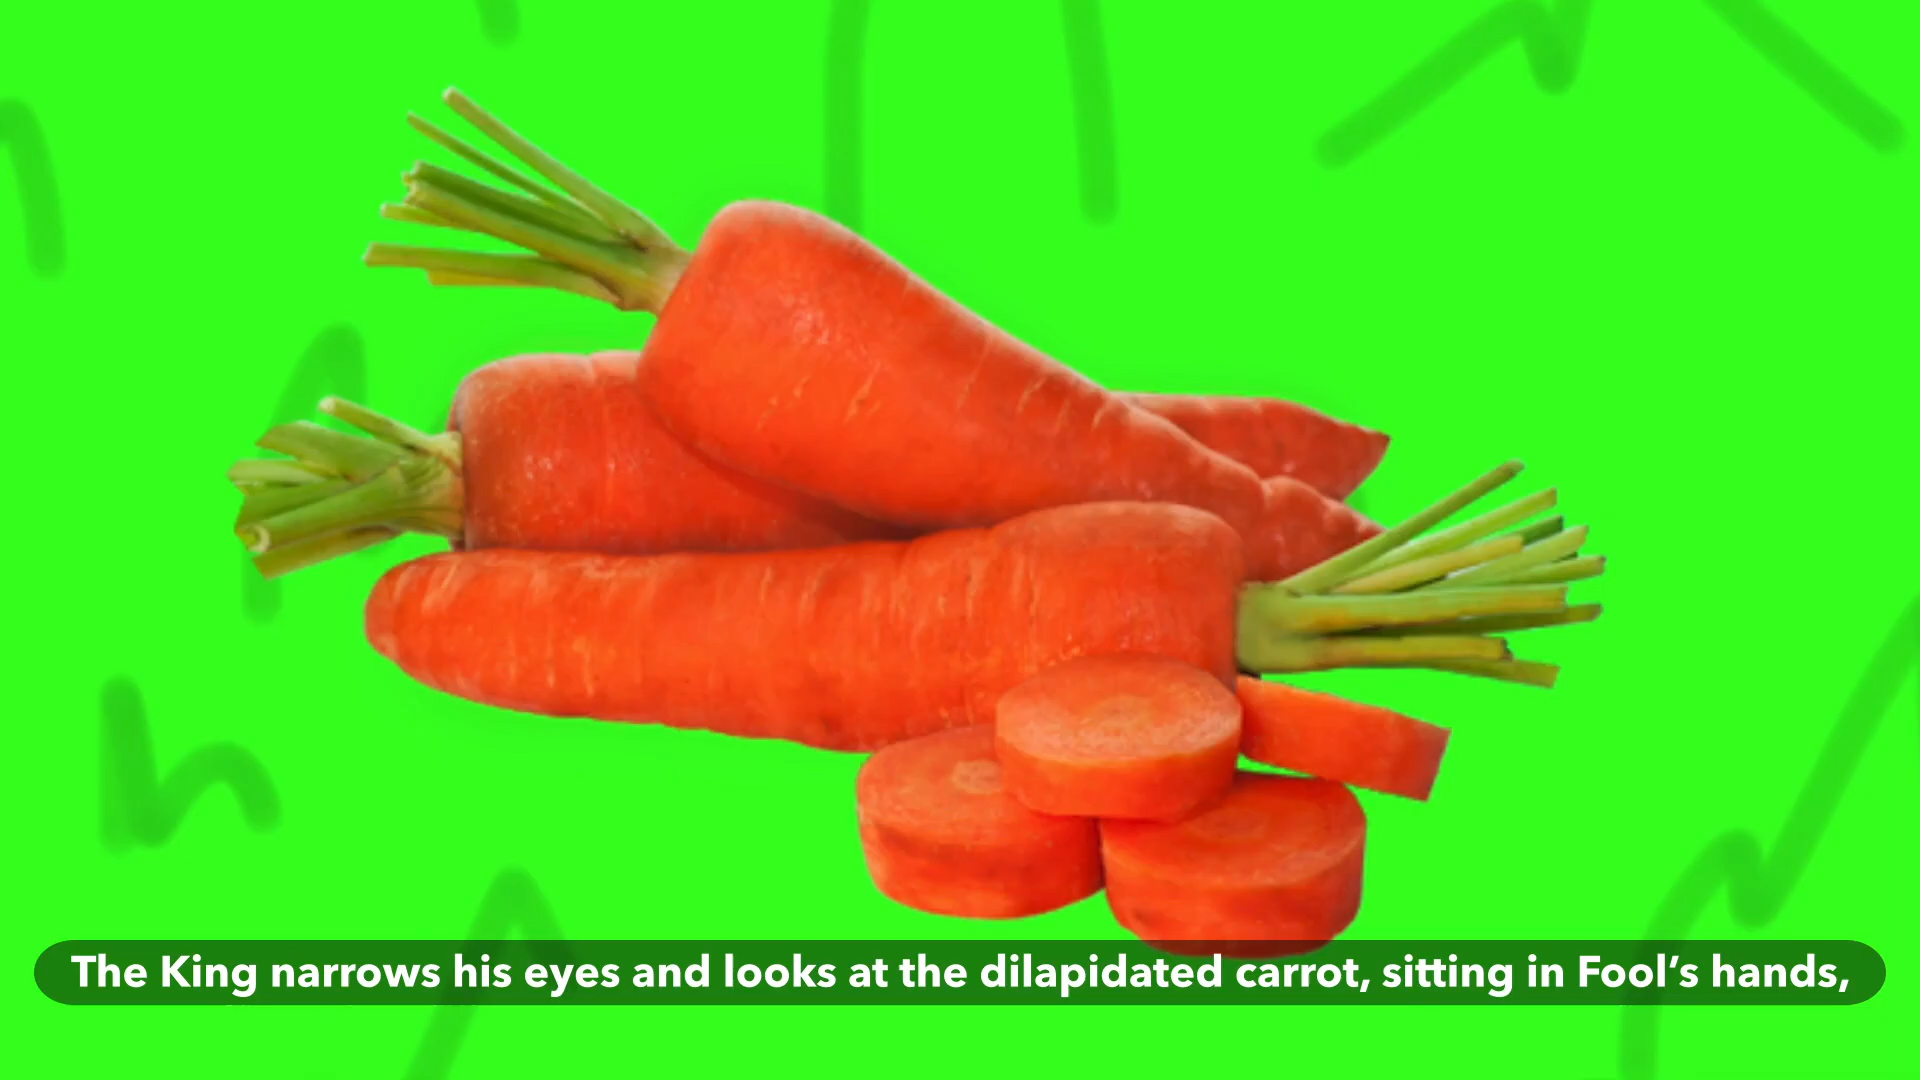 The King narrows his eyes and looks at the dilapidated carrot, sitting in Fool’s hands,